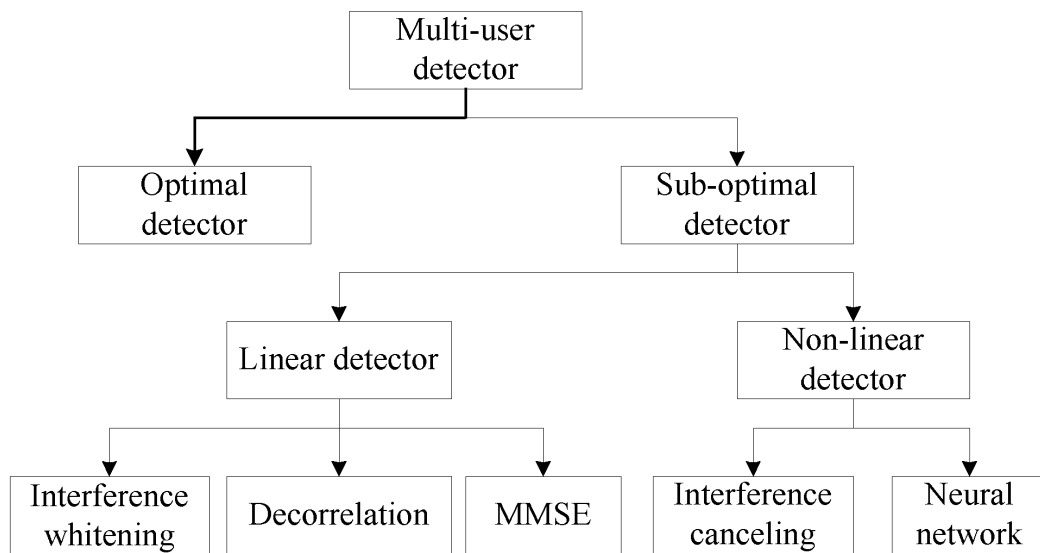 Multi-user
detector
Optimal
detector
Sub-optimal
detector
Linear detector
Non-linear
detector
Interference
whitening
Decorrelation
MMSE
Interference
canceling
Neural
network